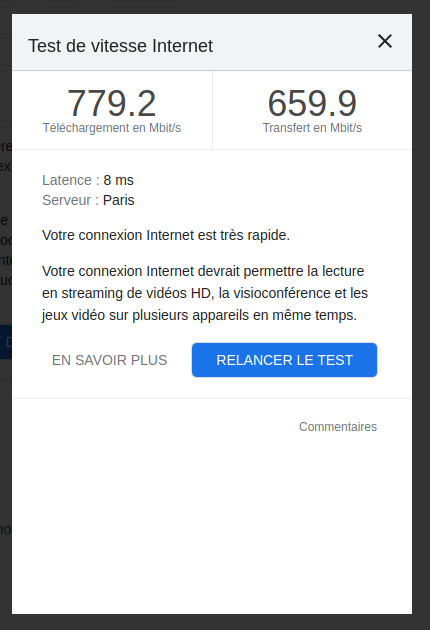 Test de vitesse Internet
779.2
Téléchargement en Mbit/s
659.9
Transfert en Mbit/s
Latence : 8 ms
Serveur : Paris
Votre connexion Internet est très rapide.
Votre connexion Internet devrait permettre la lecture
en streaming de vidéos HD, la visioconférence et les
jeux vidéo sur plusieurs appareils en même temps.
EN SAVOIR PLUS
RELANCER LE TEST
Commentaires